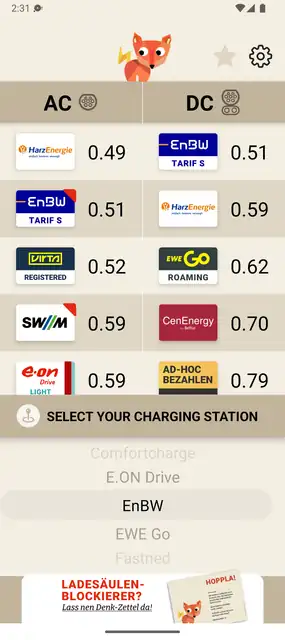 2:31
AC DC
HarzEnergie 0.49 EnBW TARIF S 0.51
EnBW TARIF S 0.51 HarzEnergie 0.59
VIRTA REGISTERED 0.52 EWE GO ROAMING 0.62
SW//M 0.59 CenEnergy 0.70
e·on Drive LIGHT 0.59 AD-HOC BEZAHLEN 0.79
SELECT YOUR CHARGING STATION
Comfortcharge
E.ON Drive
EnBW
EWE Go
Fastned
LADESÄULEN-
BLOCKIERER?
Lass nen Denk-Zettel da!
HOPPLA!